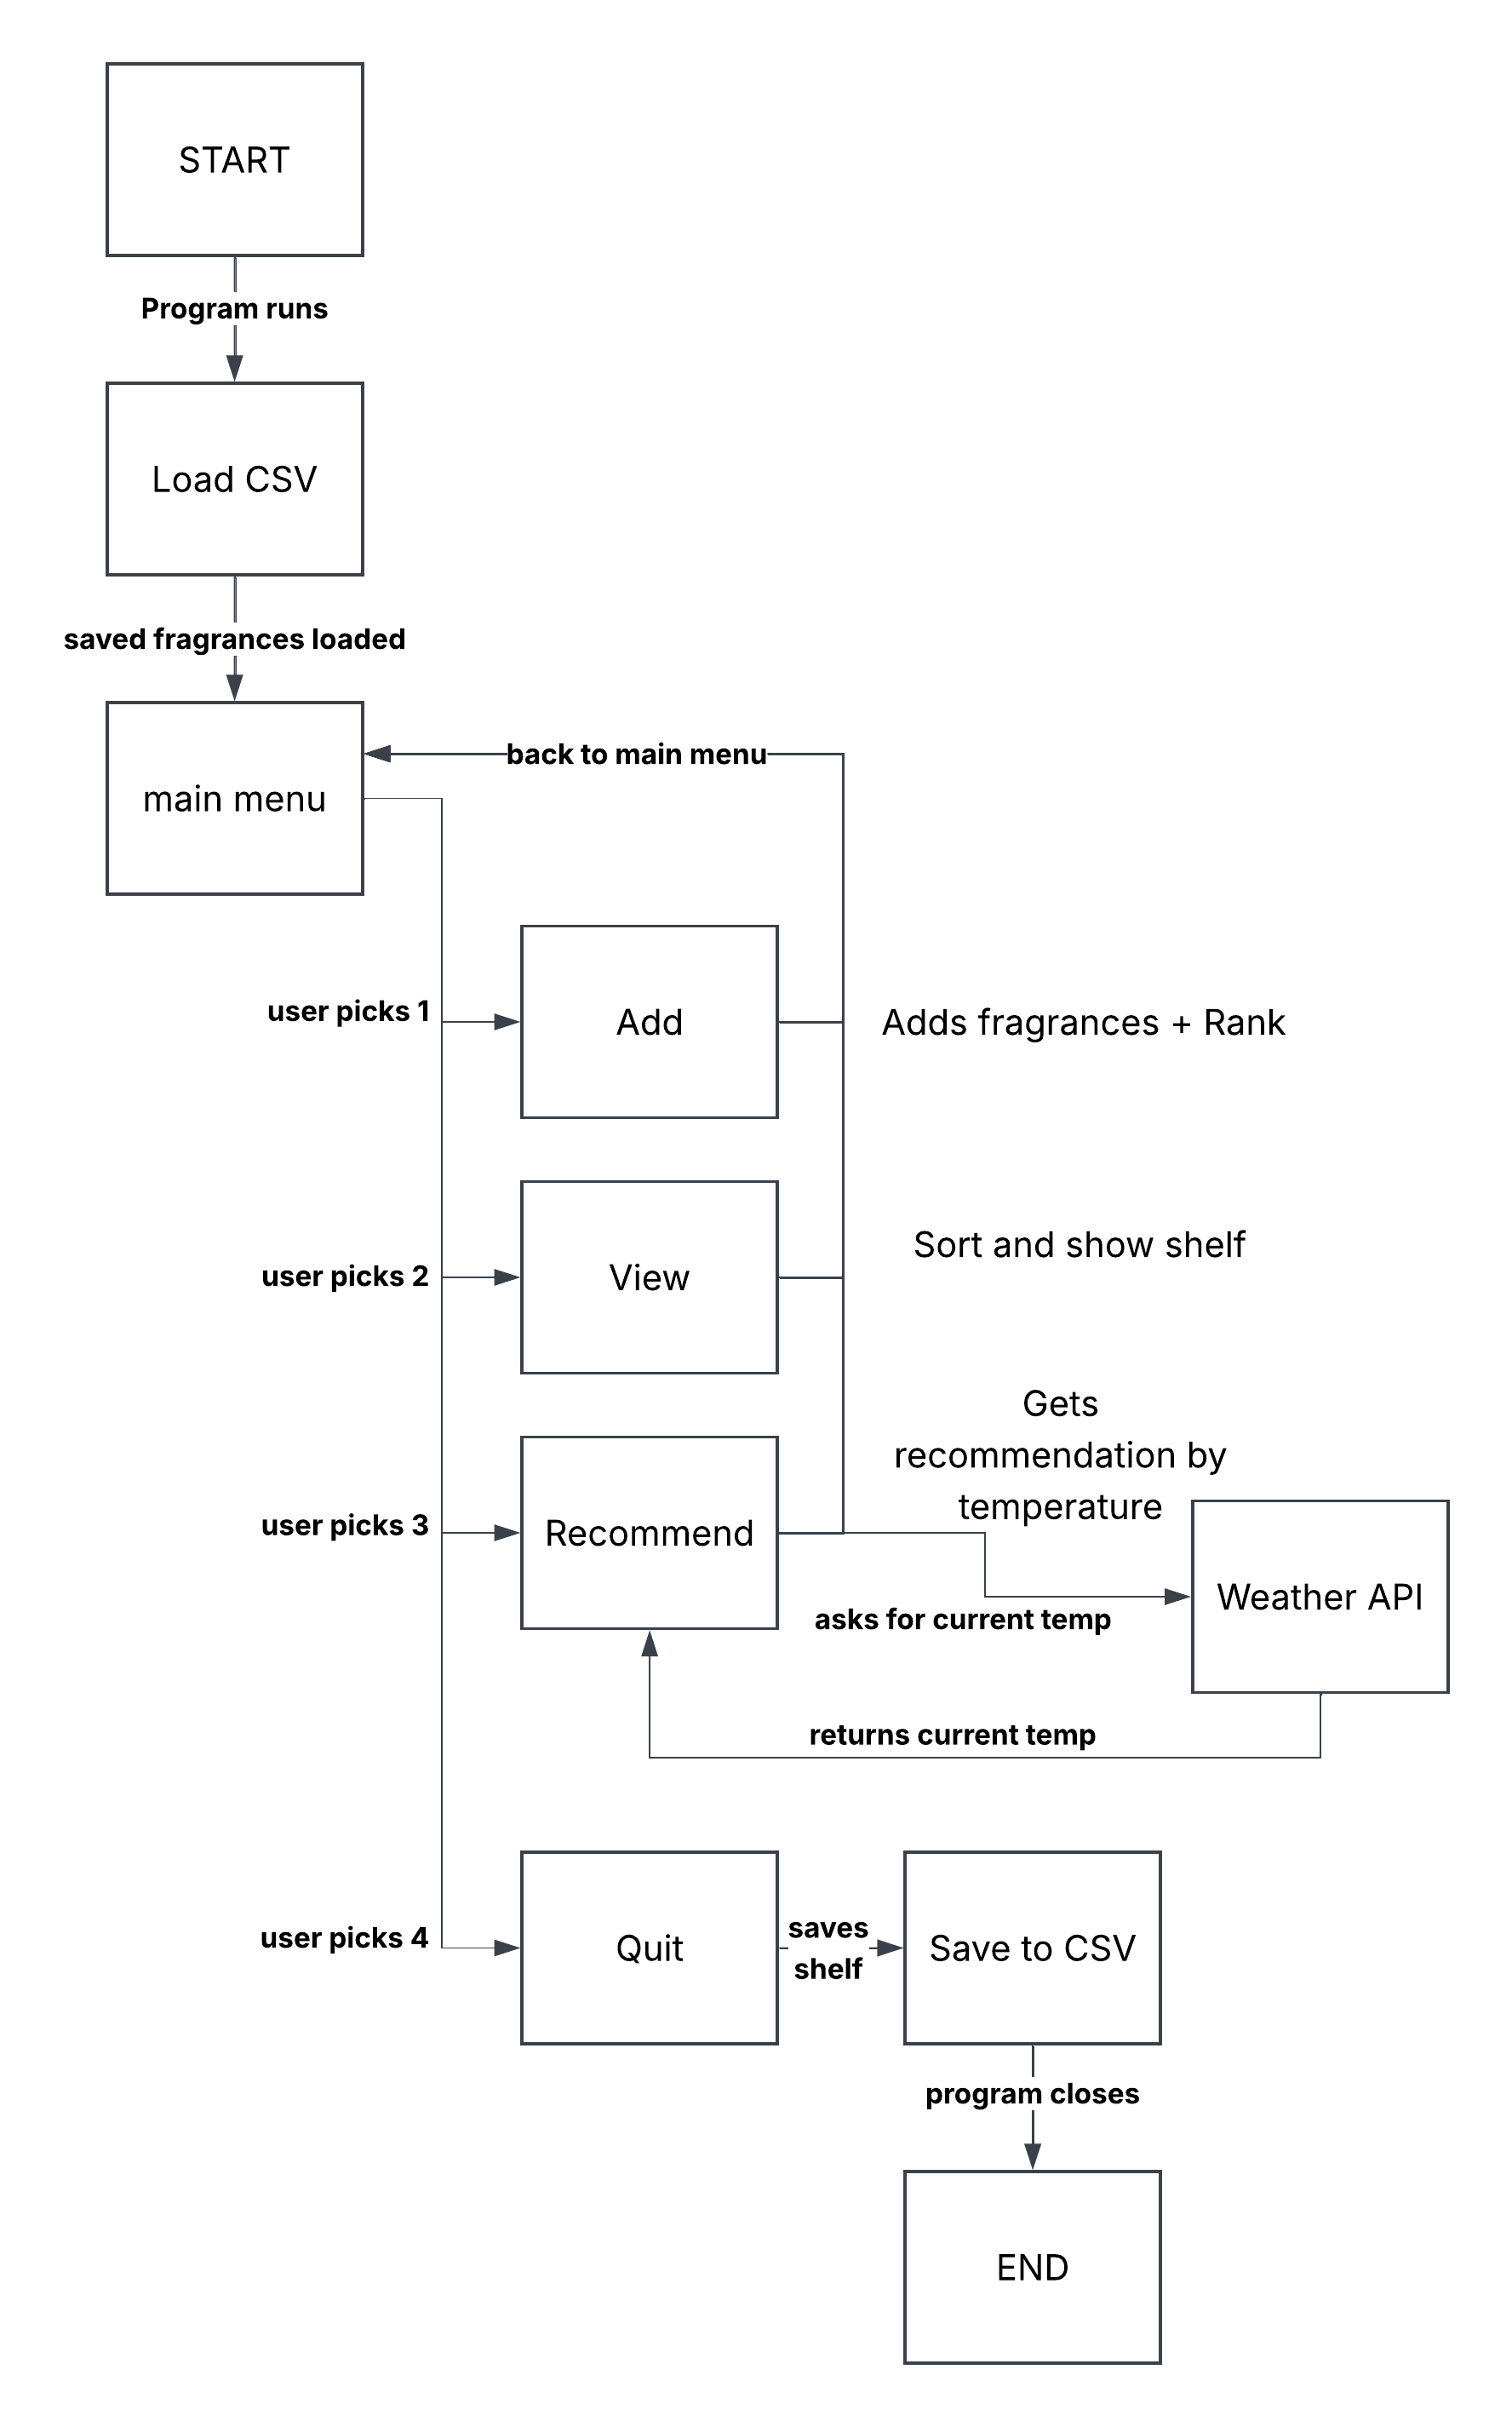 START
Program runs
Load CSV
saved fragrances loaded
main menu
back to main menu
user picks 1
Add
Adds fragrances + Rank
user picks 2
View
Sort and show shelf
user picks 3
Recommend
Gets
recommendation by
temperature
Weather API
asks for current temp
returns current temp
user picks 4
Quit
saves
shelf
Save to CSV
program closes
END